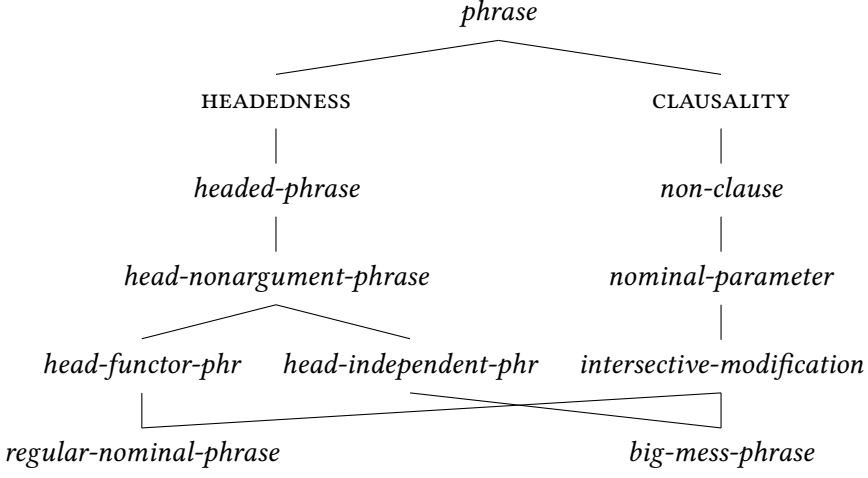 phrase
HEADEDNESS CLAUSALITY
headed-phrase non-clause
head-nonargument-phrase nominal-parameter
head-functor-phr head-independent-phr intersective-modification
regular-nominal-phrase big-mess-phrase